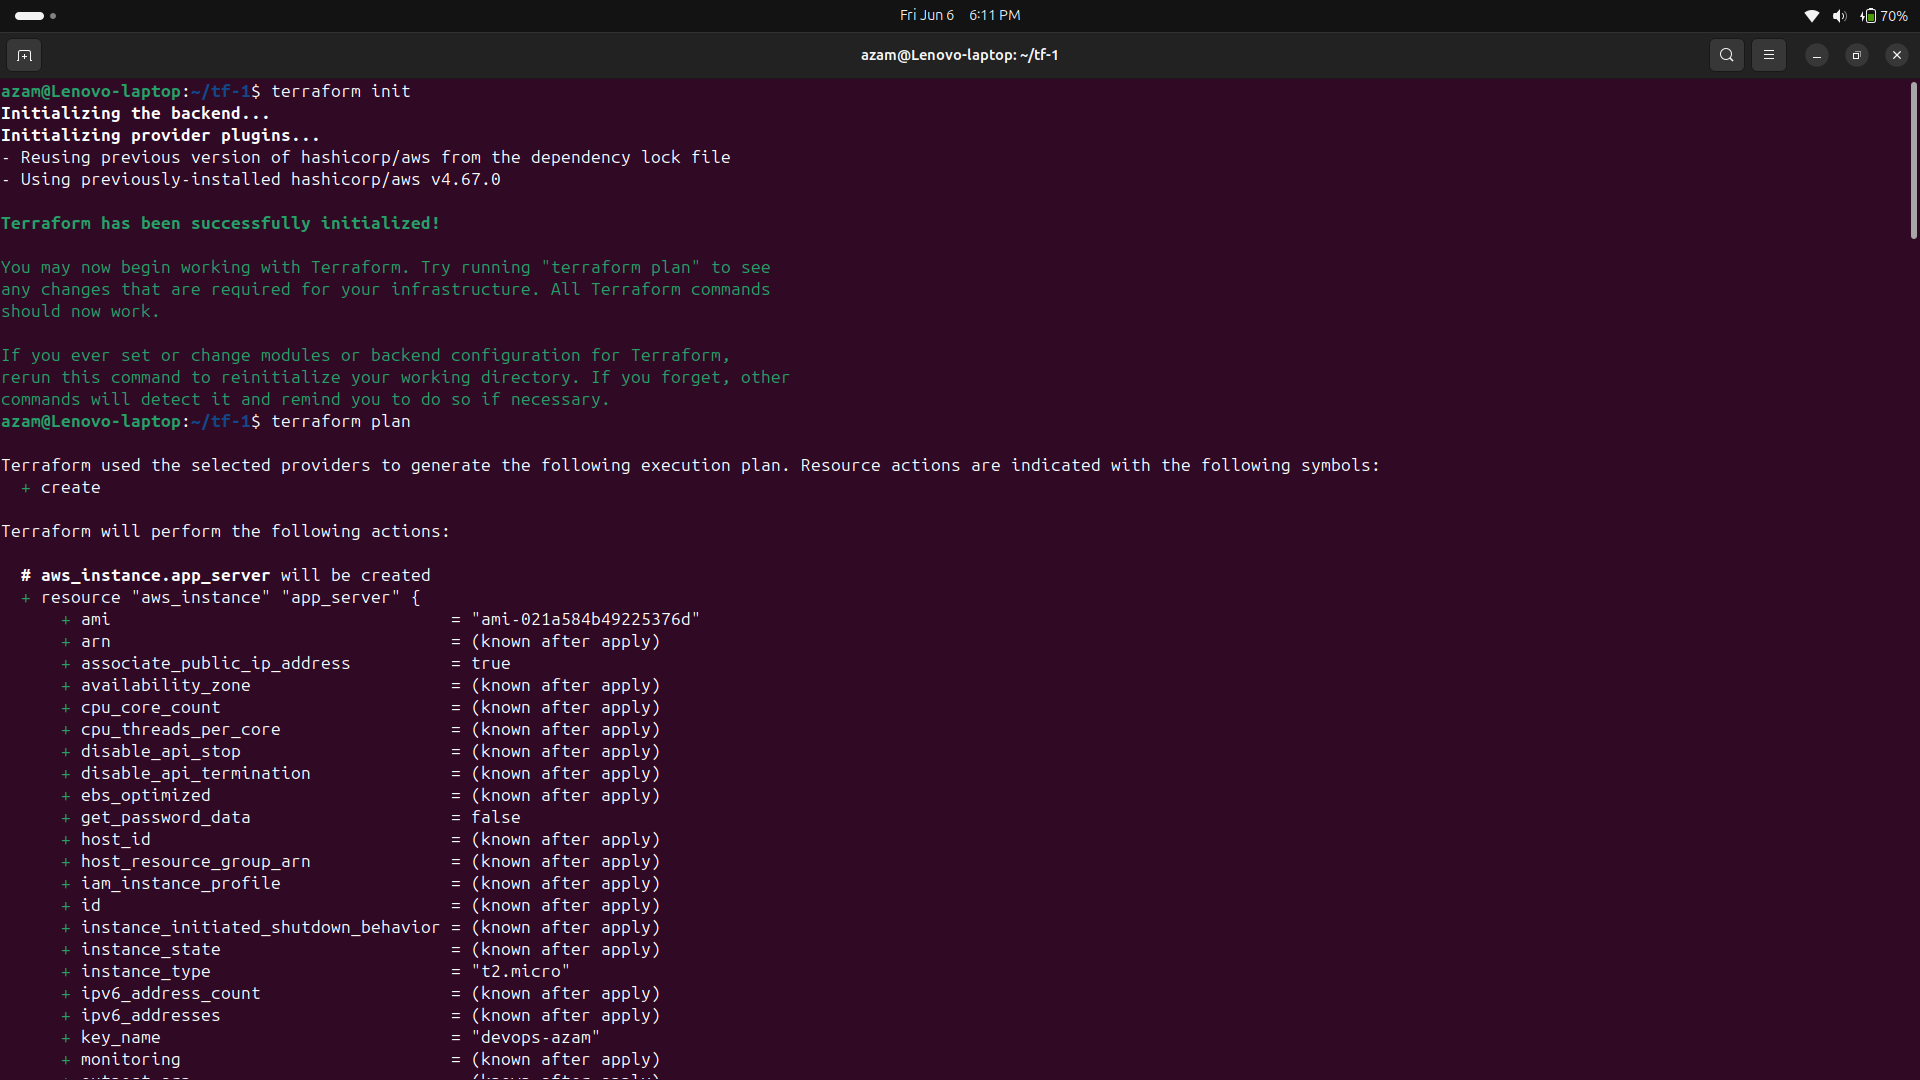 Fri Jun 6 6:11 PM
70%
azam@Lenovo-laptop: ~/tf-1
azam@Lenovo-laptop:~/tf-1$ terraform init
Initializing the backend...
Initializing provider plugins...
- Reusing previous version of hashicorp/aws from the dependency lock file
- Using previously-installed hashicorp/aws v4.67.0
Terraform has been successfully initialized!
You may now begin working with Terraform. Try running "terraform plan" to see
any changes that are required for your infrastructure. All Terraform commands
should now work.
If you ever set or change modules or backend configuration for Terraform,
rerun this command to reinitialize your working directory. If you forget, other
commands will detect it and remind you to do so if necessary.
azam@Lenovo-laptop:~/tf-1$ terraform plan
Terraform used the selected providers to generate the following execution plan. Resource actions are indicated with the following symbols:
  + create
Terraform will perform the following actions:
  # aws_instance.app_server will be created
  + resource "aws_instance" "app_server" {
      + ami                                  = "ami-021a584b49225376d"
      + arn                                  = (known after apply)
      + associate_public_ip_address          = true
      + availability_zone                    = (known after apply)
      + cpu_core_count                       = (known after apply)
      + cpu_threads_per_core                 = (known after apply)
      + disable_api_stop                     = (known after apply)
      + disable_api_termination              = (known after apply)
      + ebs_optimized                        = (known after apply)
      + get_password_data                    = false
      + host_id                              = (known after apply)
      + host_resource_group_arn              = (known after apply)
      + iam_instance_profile                 = (known after apply)
      + id                                   = (known after apply)
      + instance_initiated_shutdown_behavior = (known after apply)
      + instance_state                       = (known after apply)
      + instance_type                        = "t2.micro"
      + ipv6_address_count                   = (known after apply)
      + ipv6_addresses                       = (known after apply)
      + key_name                             = "devops-azam"
      + monitoring                           = (known after apply)